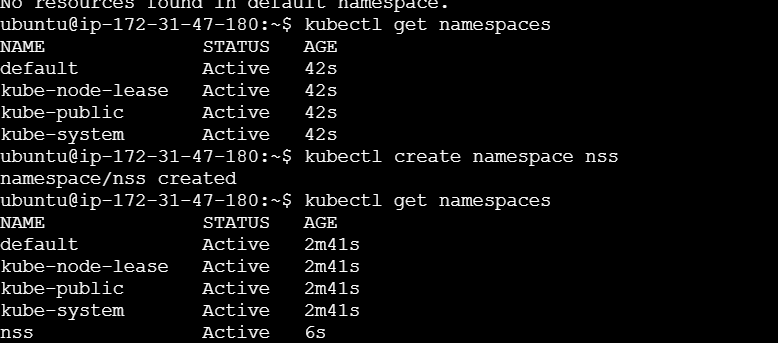 No resources found in default namespace.
ubuntu@ip-172-31-47-180:~$ kubectl get namespaces
NAME              STATUS   AGE
default           Active   42s
kube-node-lease   Active   42s
kube-public       Active   42s
kube-system       Active   42s
ubuntu@ip-172-31-47-180:~$ kubectl create namespace nss
namespace/nss created
ubuntu@ip-172-31-47-180:~$ kubectl get namespaces
NAME              STATUS   AGE
default           Active   2m41s
kube-node-lease   Active   2m41s
kube-public       Active   2m41s
kube-system       Active   2m41s
nss               Active   6s